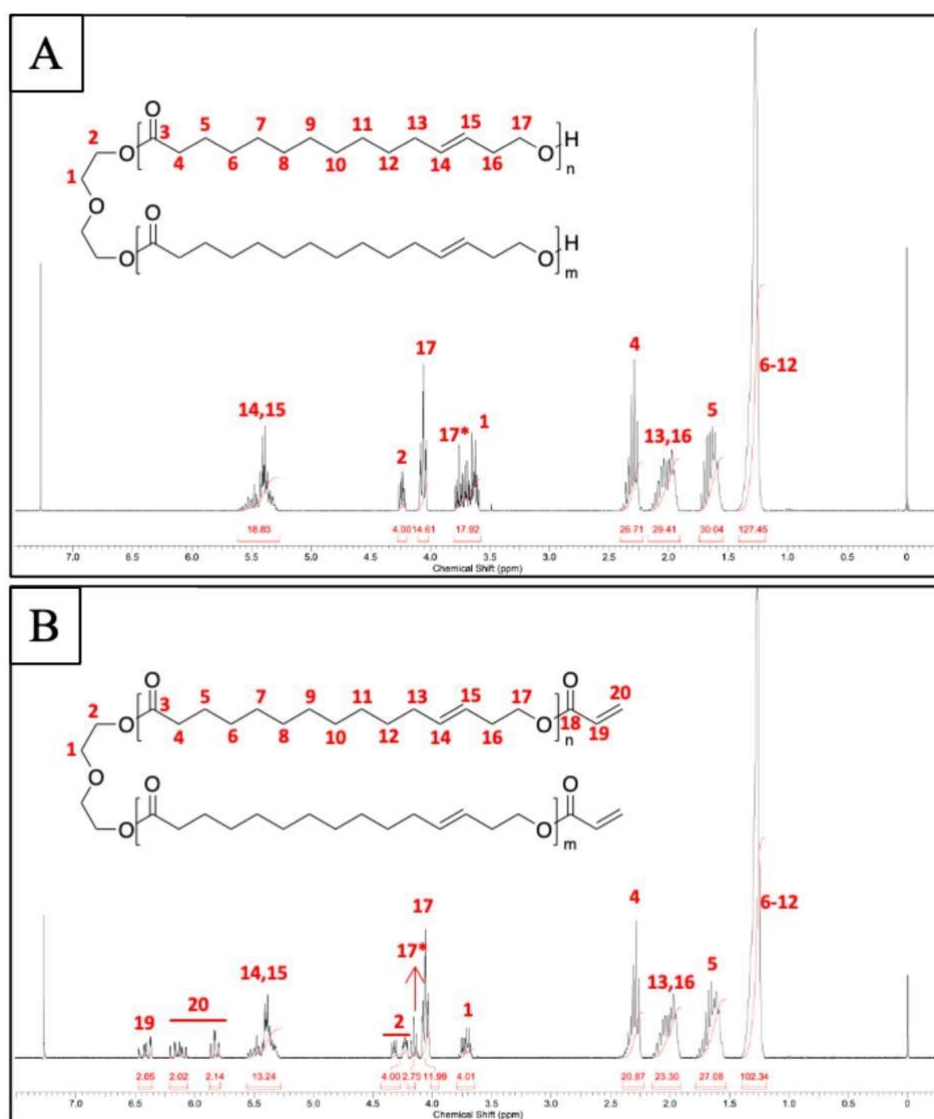 A
O
3 5 7 9 11 13 15 17
2 O H
4 6 8 10 12 14 16 O n
1
O
O
O H
O m
17 4 6-12
14,15 1 5
17* 13,16
2
18.83 4.00 14.61 17.92 26.71 29.41 30.04 127.45
7.0 6.5 6.0 5.5 5.0 4.5 4.0 3.5 3.0 2.5 2.0 1.5 1.0 0.5 0
Chemical Shift (ppm)
B
O O
3 5 7 9 11 13 15 17 20
2 O O 18
4 6 8 10 12 14 16 n 19
1
O
O O
O O
m
17 4 6-12
17*
14,15 5
20 13,16
19 2 1
2.05 2.02 2.14 13.24 4.00 2.75 11.99 4.01 20.87 23.30 27.08 102.34
7.0 6.5 6.0 5.5 5.0 4.5 4.0 3.5 3.0 2.5 2.0 1.5 1.0 0.5 0
Chemical Shift (ppm)